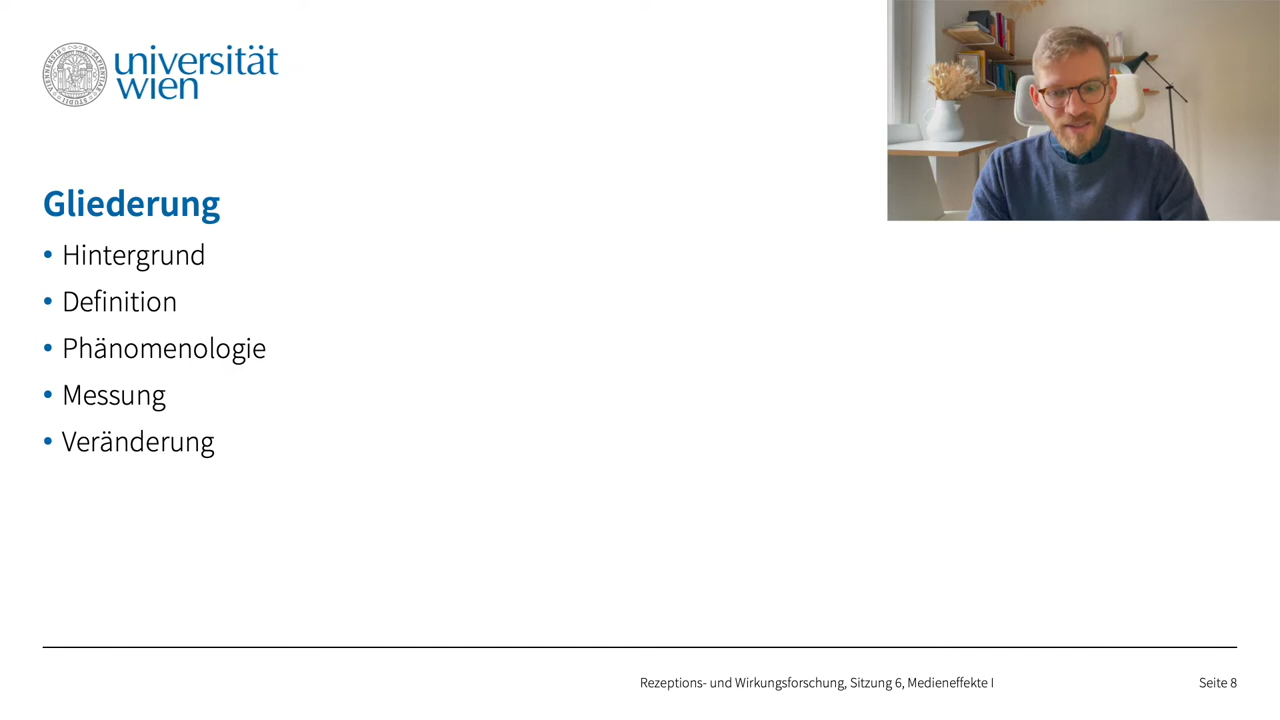 universität
wien
Gliederung
• Hintergrund
• Definition
• Phänomenologie
• Messung
• Veränderung
Rezeptions- und Wirkungsforschung, Sitzung 6, Medieneffekte I
Seite 8